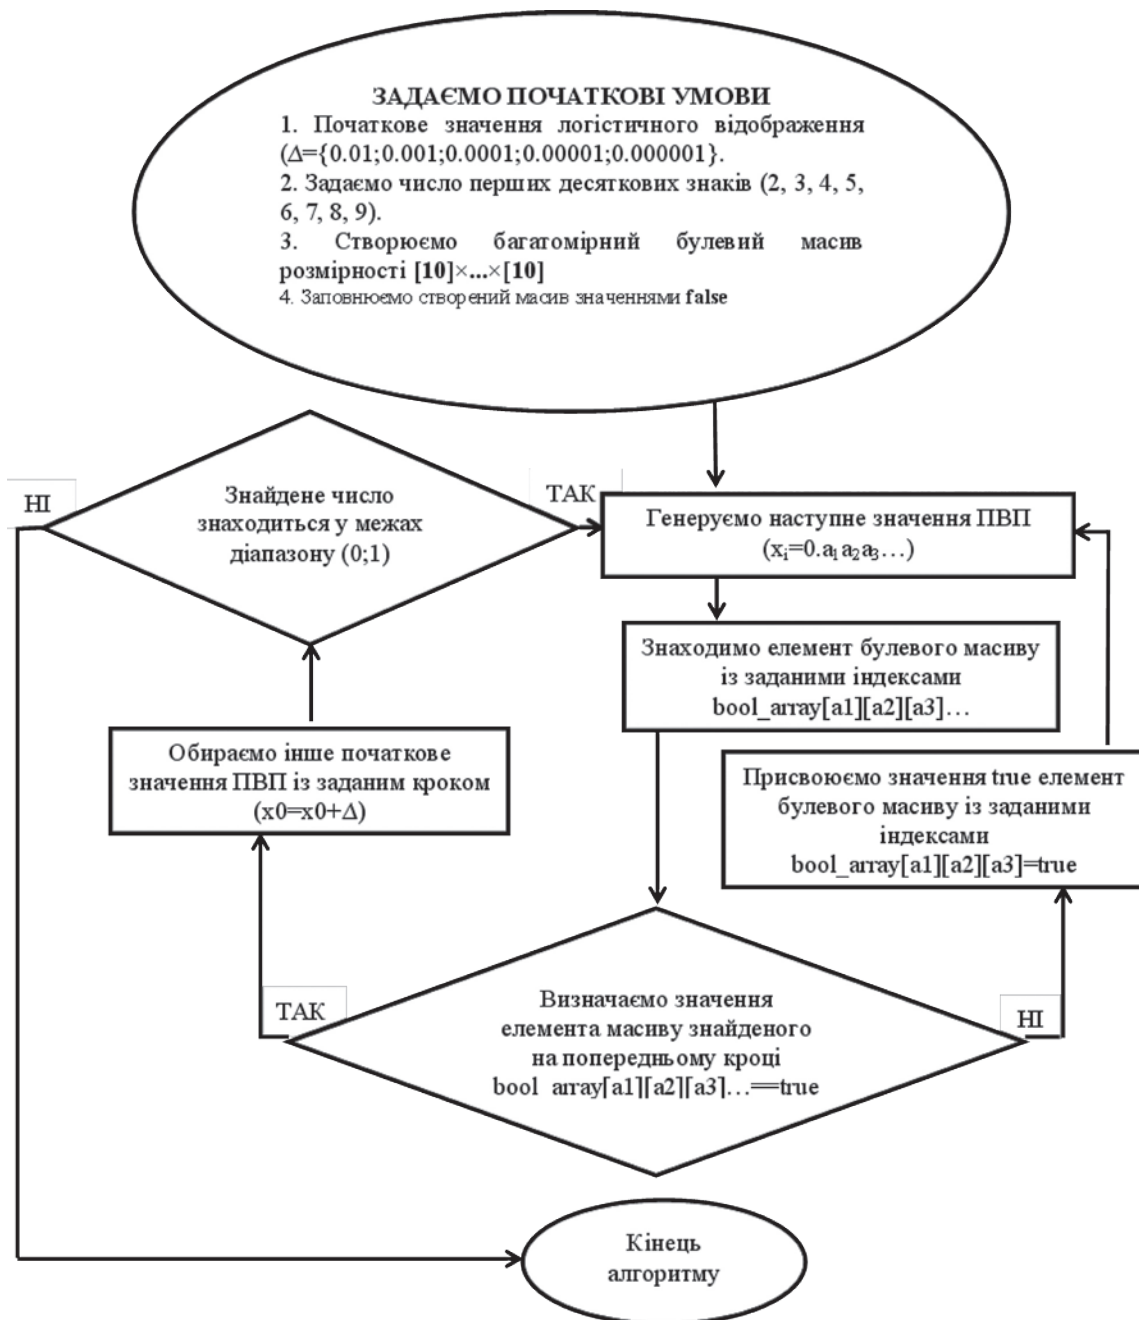 ЗАДАЄМО ПОЧАТКОВІ УМОВИ
1. Початкове значення логістичного відображення
(Δ={0.01;0.001;0.0001;0.00001;0.000001}.
2. Задаємо число перших десяткових знаків (2, 3, 4, 5,
6, 7, 8, 9).
3. Створюємо багатомірний булевий масив
розмірності [10]×...×[10]
4. Заповнюємо створений масив значеннями false
НІ
Знайдене число
знаходиться у межах
діапазону (0;1)
ТАК
Генеруємо наступне значення ПВП
(xᵢ=0.a₁a₂a₃…)
Знаходимо елемент булевого масиву
із заданими індексами
bool_array[a1][a2][a3]…
Обираємо інше початкове
значення ПВП із заданим кроком
(x0=x0+Δ)
Присвоюємо значення true елемент
булевого масиву із заданими
індексами
bool_array[a1][a2][a3]=true
ТАК
Визначаємо значення
елемента масиву знайденого
на попередньому кроці
bool_array[a1][a2][a3]…==true
НІ
Кінець
алгоритму